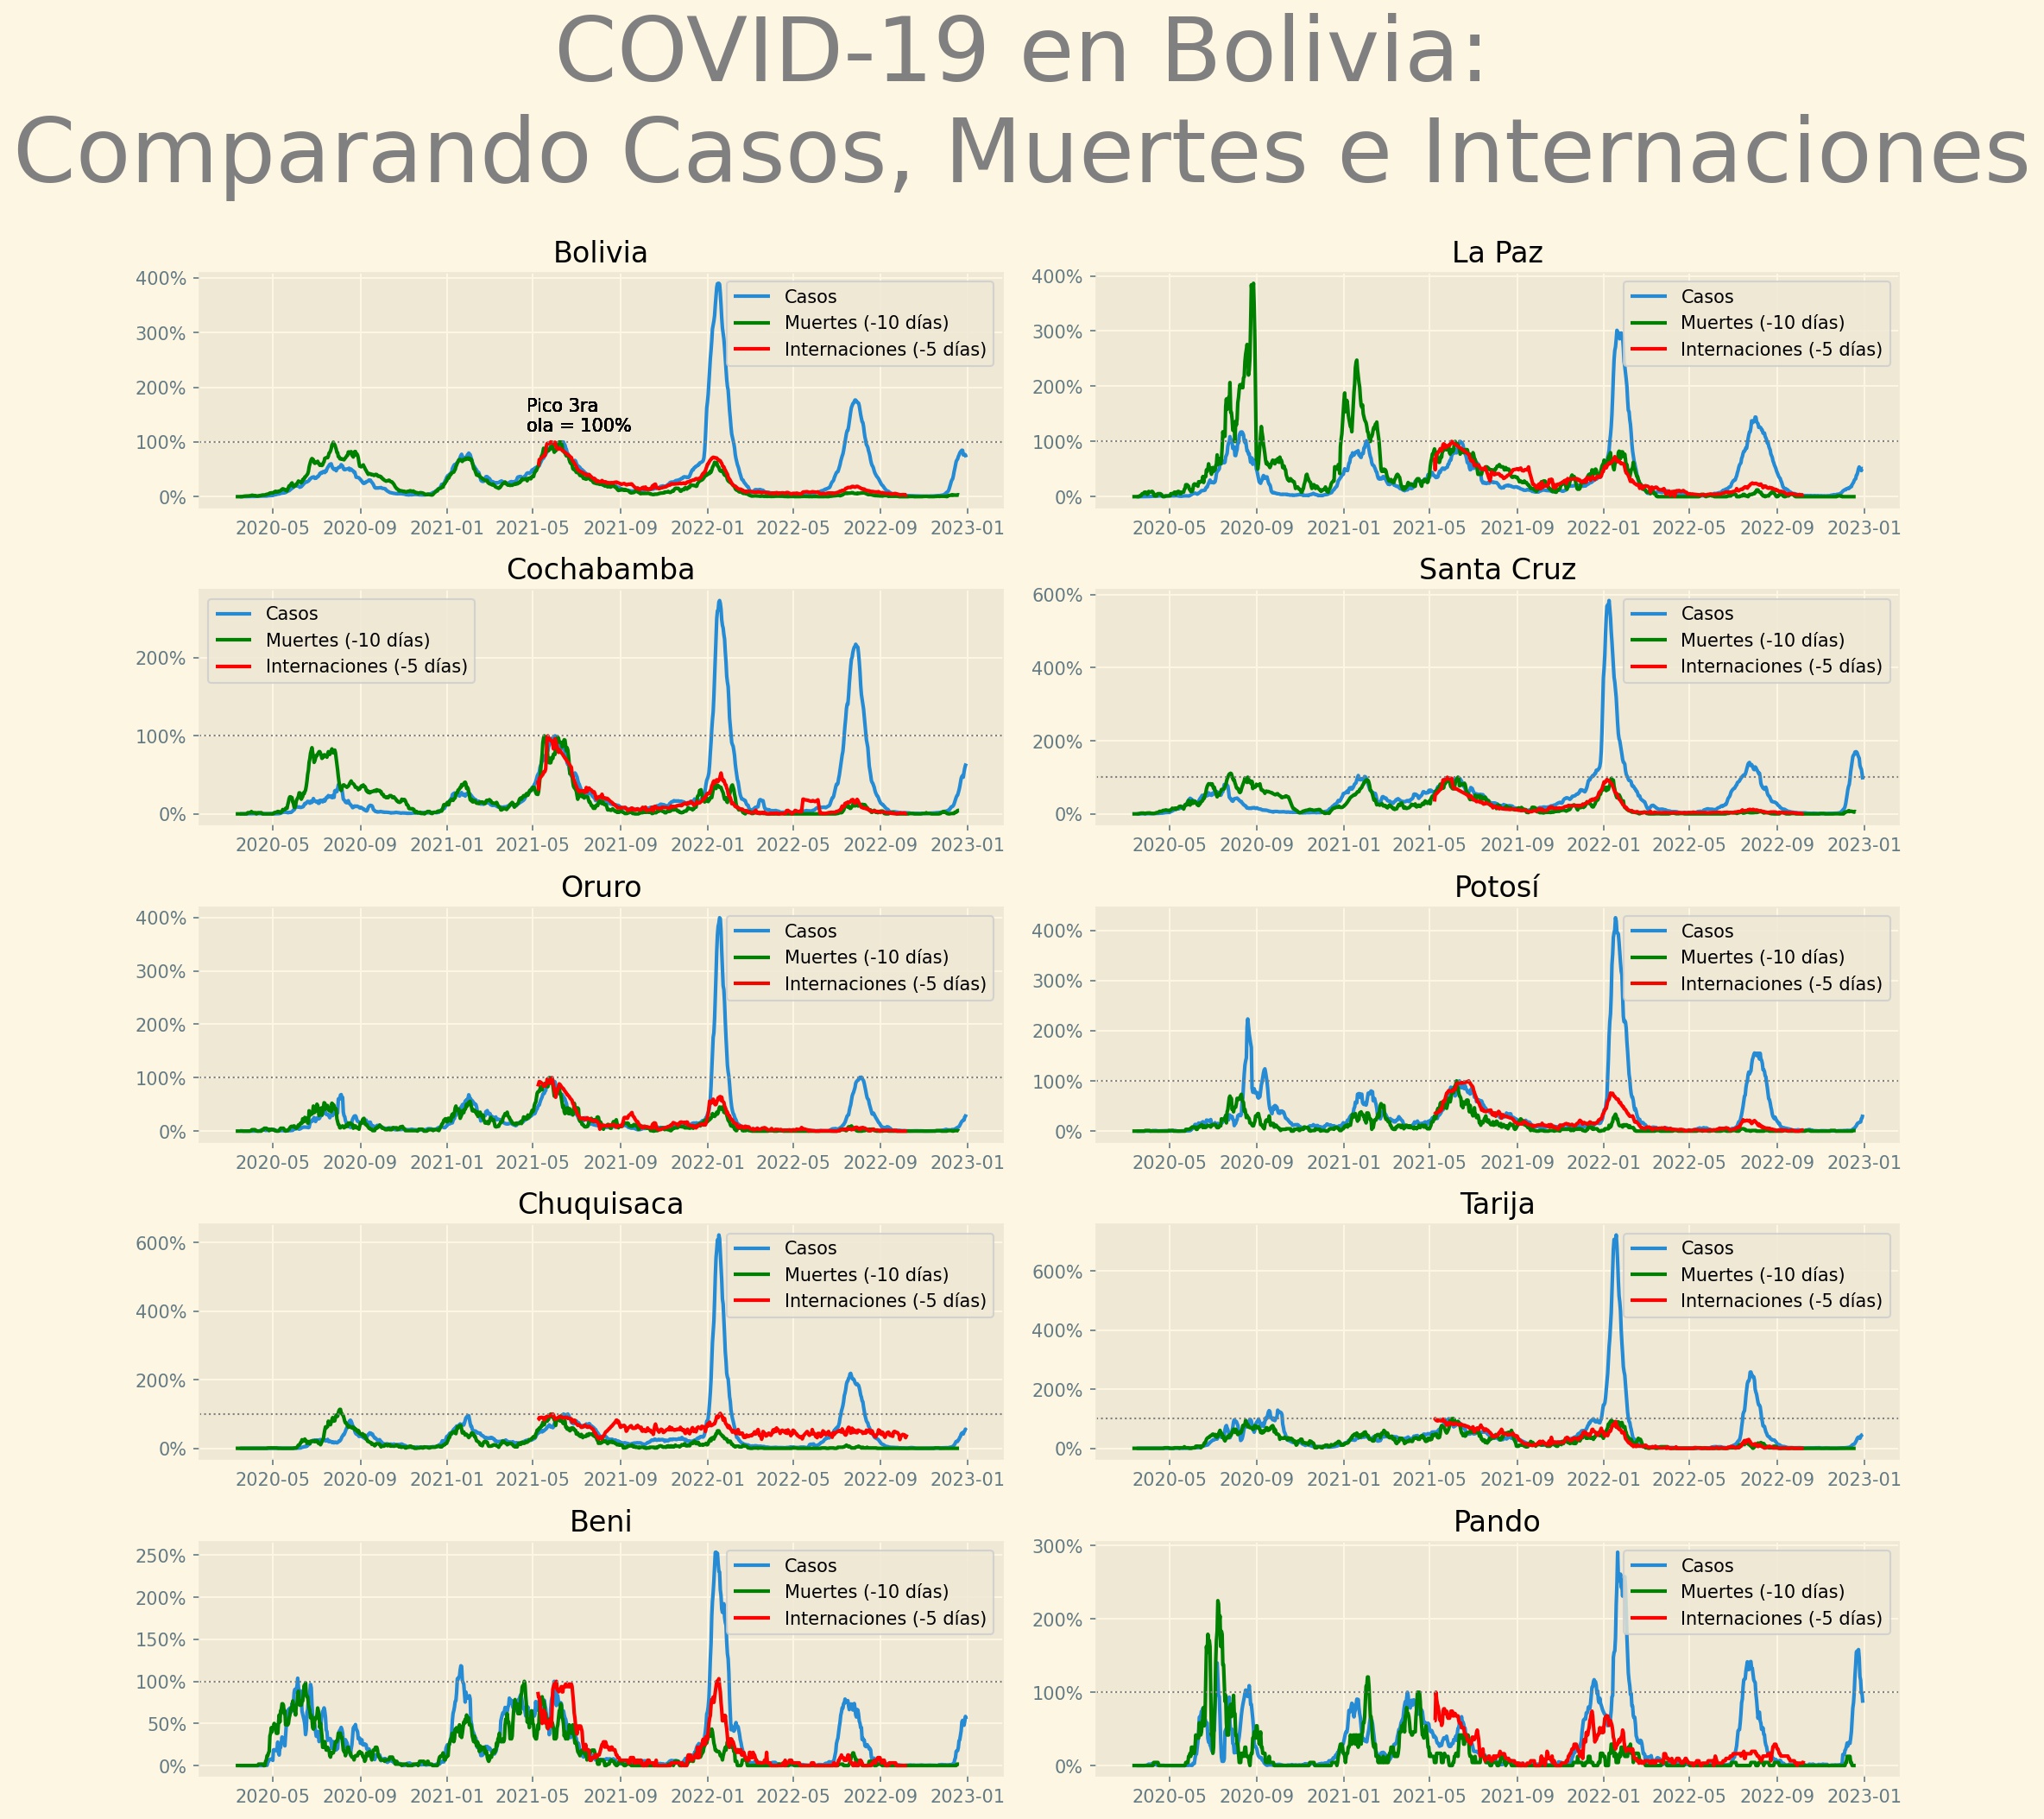 COVID-19 en Bolivia:
Comparando Casos, Muertes e Internaciones
Bolivia
400%
300%
200%
100%
0%
Pico 3ra
ola = 100%
Casos
Muertes (-10 días)
Internaciones (-5 días)
2020-05 2020-09 2021-01 2021-05 2021-09 2022-01 2022-05 2022-09 2023-01
La Paz
400%
300%
200%
100%
0%
Casos
Muertes (-10 días)
Internaciones (-5 días)
2020-05 2020-09 2021-01 2021-05 2021-09 2022-01 2022-05 2022-09 2023-01
Cochabamba
200%
100%
0%
Casos
Muertes (-10 días)
Internaciones (-5 días)
2020-05 2020-09 2021-01 2021-05 2021-09 2022-01 2022-05 2022-09 2023-01
Santa Cruz
600%
400%
200%
0%
Casos
Muertes (-10 días)
Internaciones (-5 días)
2020-05 2020-09 2021-01 2021-05 2021-09 2022-01 2022-05 2022-09 2023-01
Oruro
400%
300%
200%
100%
0%
Casos
Muertes (-10 días)
Internaciones (-5 días)
2020-05 2020-09 2021-01 2021-05 2021-09 2022-01 2022-05 2022-09 2023-01
Potosí
400%
300%
200%
100%
0%
Casos
Muertes (-10 días)
Internaciones (-5 días)
2020-05 2020-09 2021-01 2021-05 2021-09 2022-01 2022-05 2022-09 2023-01
Chuquisaca
600%
400%
200%
0%
Casos
Muertes (-10 días)
Internaciones (-5 días)
2020-05 2020-09 2021-01 2021-05 2021-09 2022-01 2022-05 2022-09 2023-01
Tarija
600%
400%
200%
0%
Casos
Muertes (-10 días)
Internaciones (-5 días)
2020-05 2020-09 2021-01 2021-05 2021-09 2022-01 2022-05 2022-09 2023-01
Beni
250%
200%
150%
100%
50%
0%
Casos
Muertes (-10 días)
Internaciones (-5 días)
2020-05 2020-09 2021-01 2021-05 2021-09 2022-01 2022-05 2022-09 2023-01
Pando
300%
200%
100%
0%
Casos
Muertes (-10 días)
Internaciones (-5 días)
2020-05 2020-09 2021-01 2021-05 2021-09 2022-01 2022-05 2022-09 2023-01